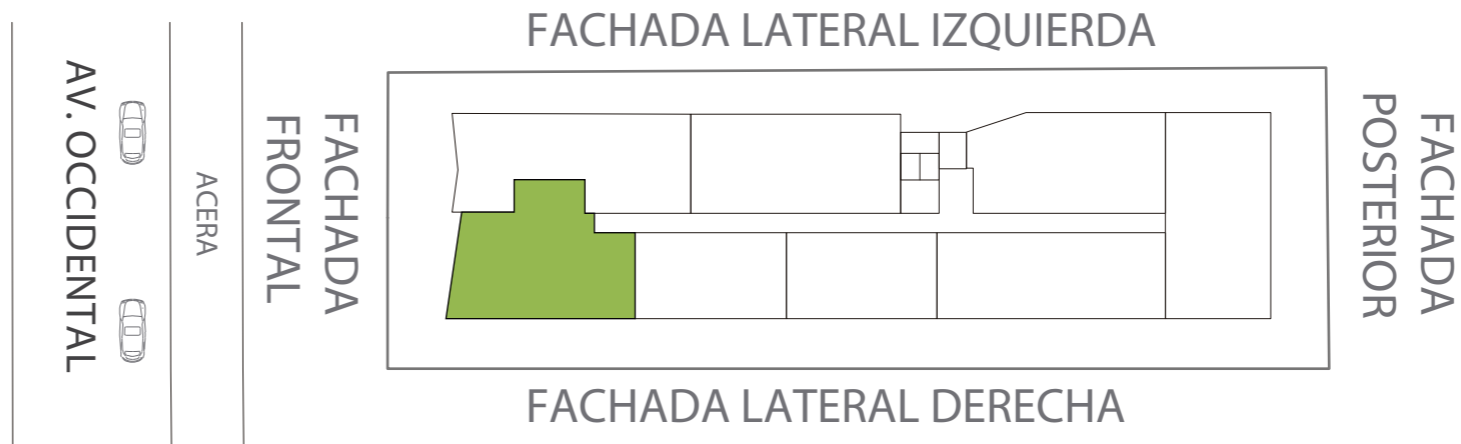 FACHADA LATERAL IZQUIERDA
AV. OCCIDENTAL
ACERA
FACHADA
FRONTAL
FACHADA
POSTERIOR
FACHADA LATERAL DERECHA